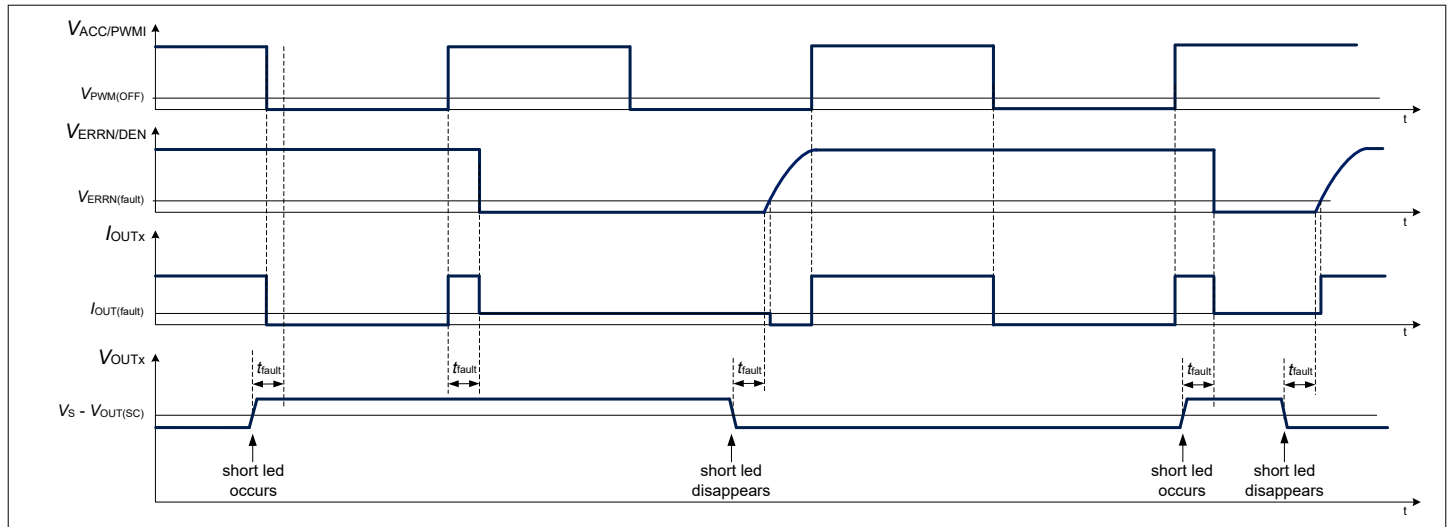 VACC/PWMI
VPWM(OFF)
t
VERRN/DEN
VERRN(fault)
t
IOUTx
IOUT(fault)
t
VOUTx
tfault
tfault
tfault
tfault
tfault
VS - VOUT(SC)
short led
occurs
short led
disappears
short led
occurs
short led
disappears
t